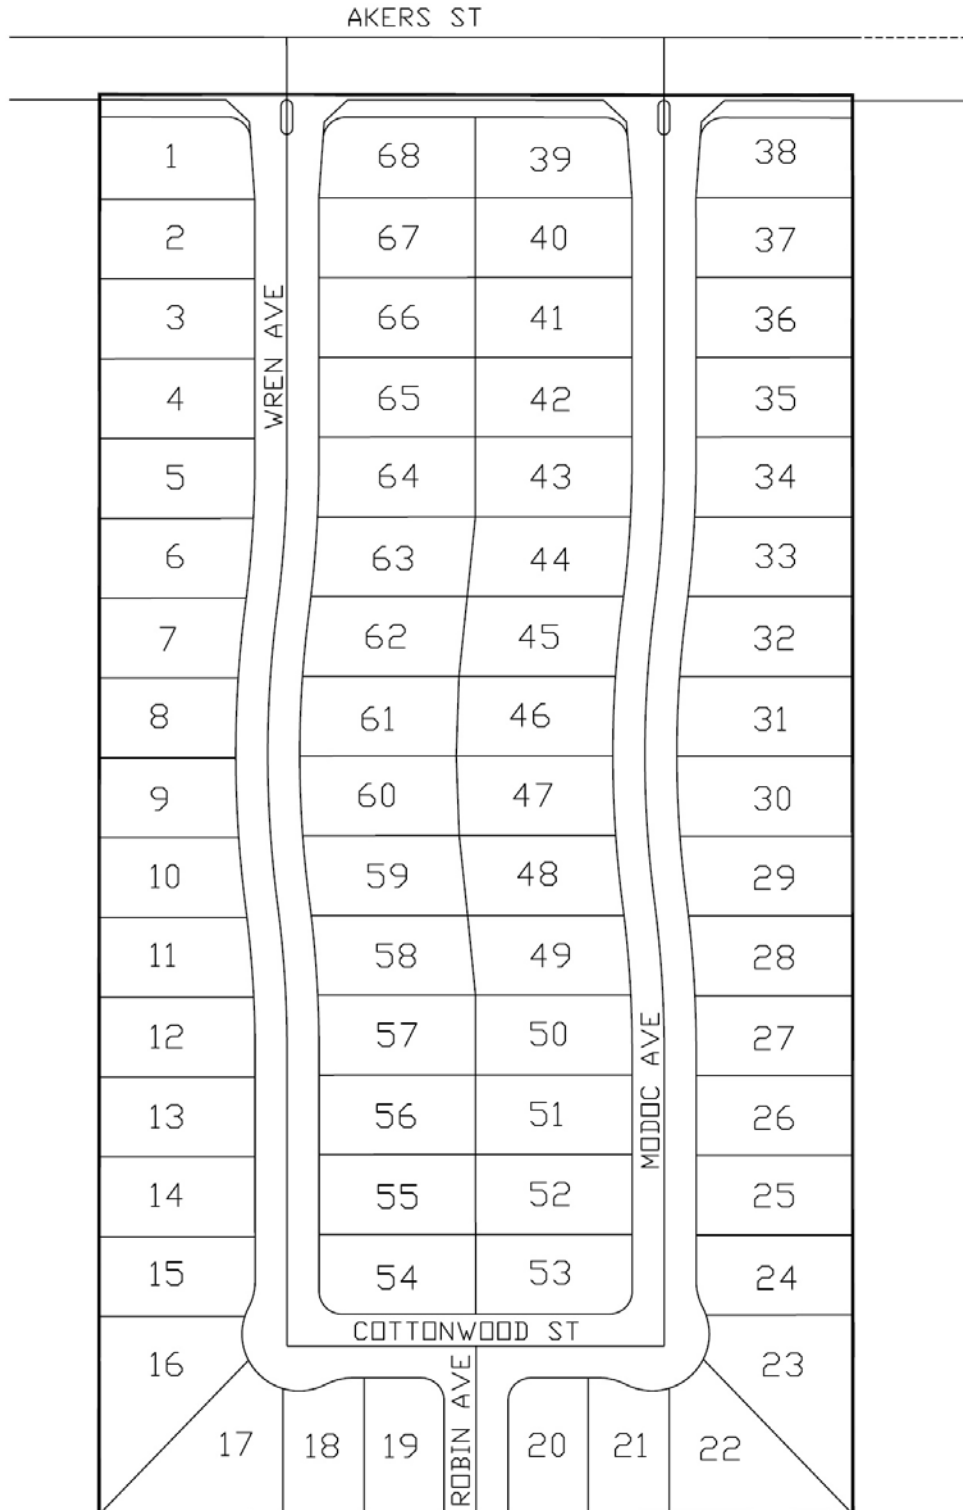 AKERS ST
1 68 39 38
2 67 40 37
3 66 41 36
WREN AVE
4 65 42 35
5 64 43 34
6 63 44 33
7 62 45 32
8 61 46 31
9 60 47 30
10 59 48 29
11 58 49 28
12 57 50 27
MODOC AVE
13 56 51 26
14 55 52 25
15 54 53 24
COTTONWOOD ST
16 23
ROBIN AVE
17 18 19 20 21 22